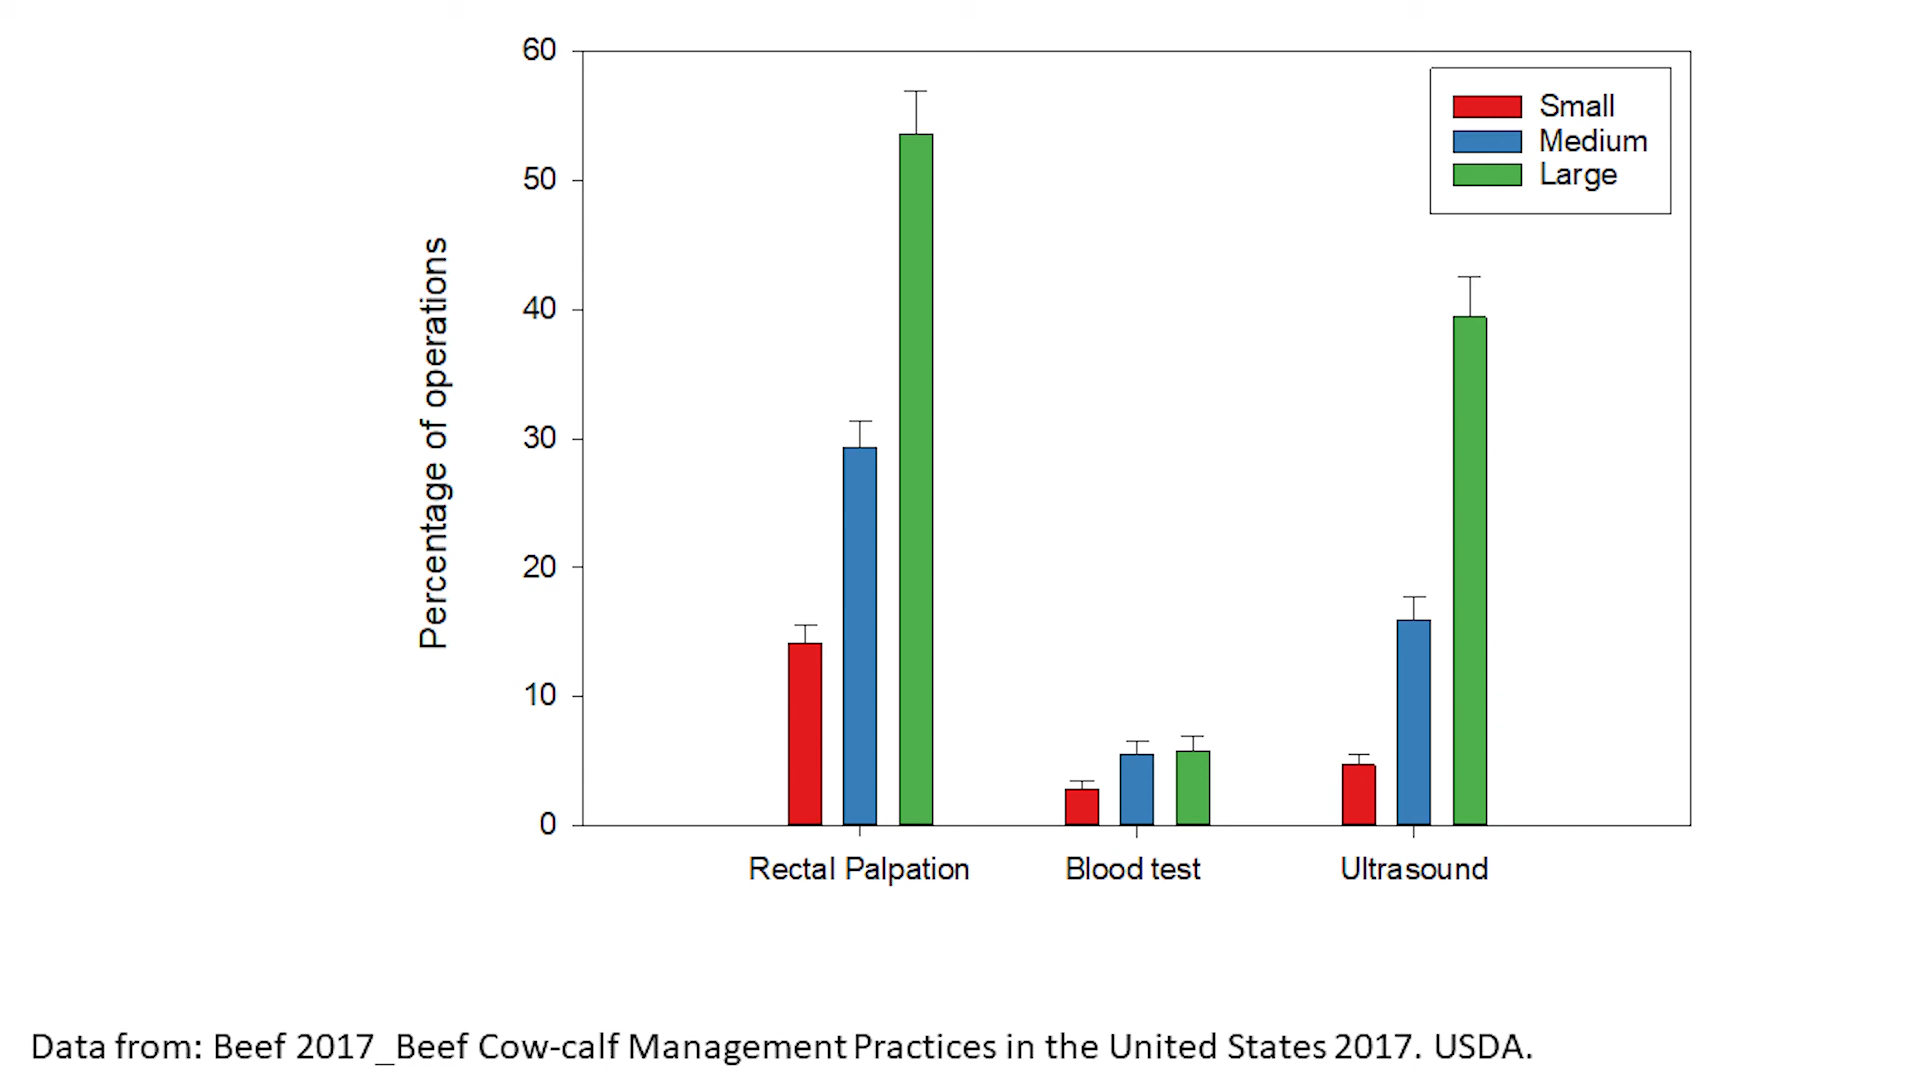 60
50
40
30
20
10
0
Percentage of operations
Small
Medium
Large
Rectal Palpation
Blood test
Ultrasound
Data from: Beef 2017_Beef Cow-calf Management Practices in the United States 2017. USDA.